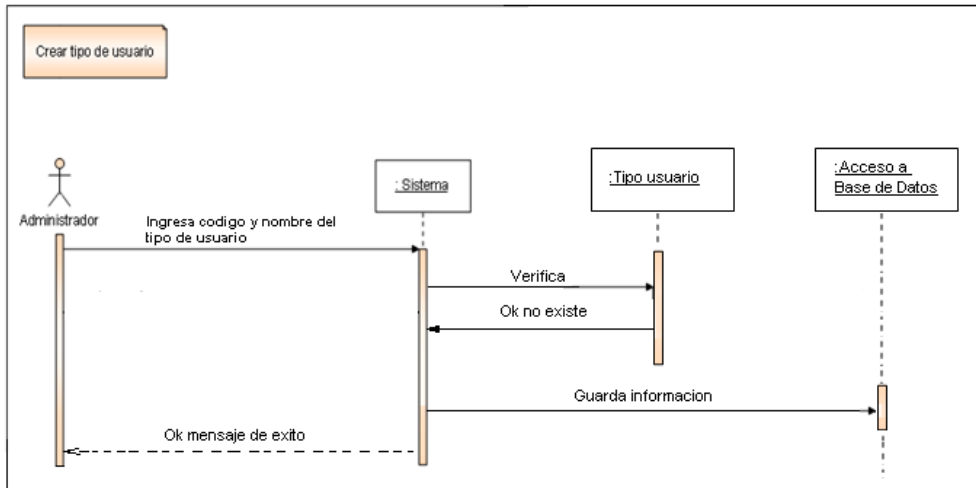 Crear tipo de usuario
: Sistema
:Tipo usuario
:Acceso a
Base de Datos
Administrador
Ingresa codigo y nombre del
tipo de usuario
Verifica
Ok no existe
Guarda informacion
Ok mensaje de exito